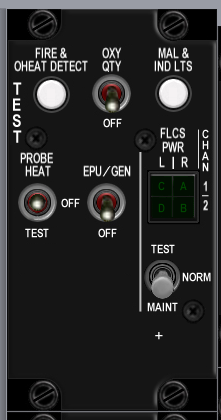 FIRE &
OHEAT DETECT
OXY
QTY
MAL &
IND LTS
OFF
TEST
FLCS
PWR
L | R
CHAN
1
2
C A
D B
PROBE
HEAT
OFF
TEST
EPU/GEN
OFF
TEST
NORM
MAINT
+